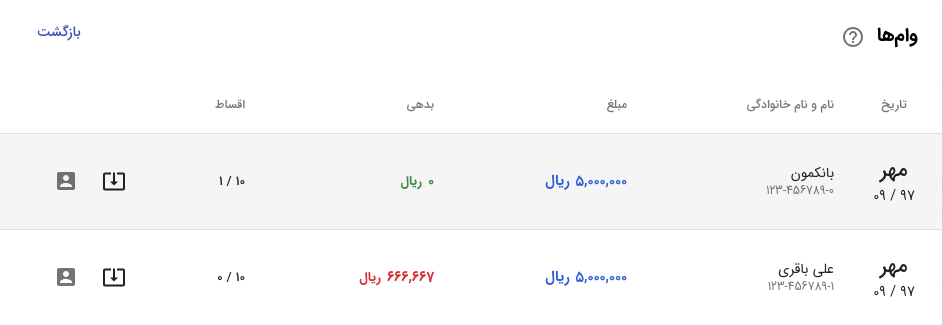 وام‌ها
بازگشت
تاریخ نام و نام خانوادگی مبلغ بدهی اقساط
مهر
۹۷ / ۰۹
بانکمون
۱۲۳-۴۵۶۷۸۹-۰
۵,۰۰۰,۰۰۰ ریال
۰ ریال
۱ / ۱۰
مهر
۹۷ / ۰۹
علی باقری
۱۲۳-۴۵۶۷۸۹-۱
۵,۰۰۰,۰۰۰ ریال
۶۶۶,۶۶۷ ریال
۰ / ۱۰